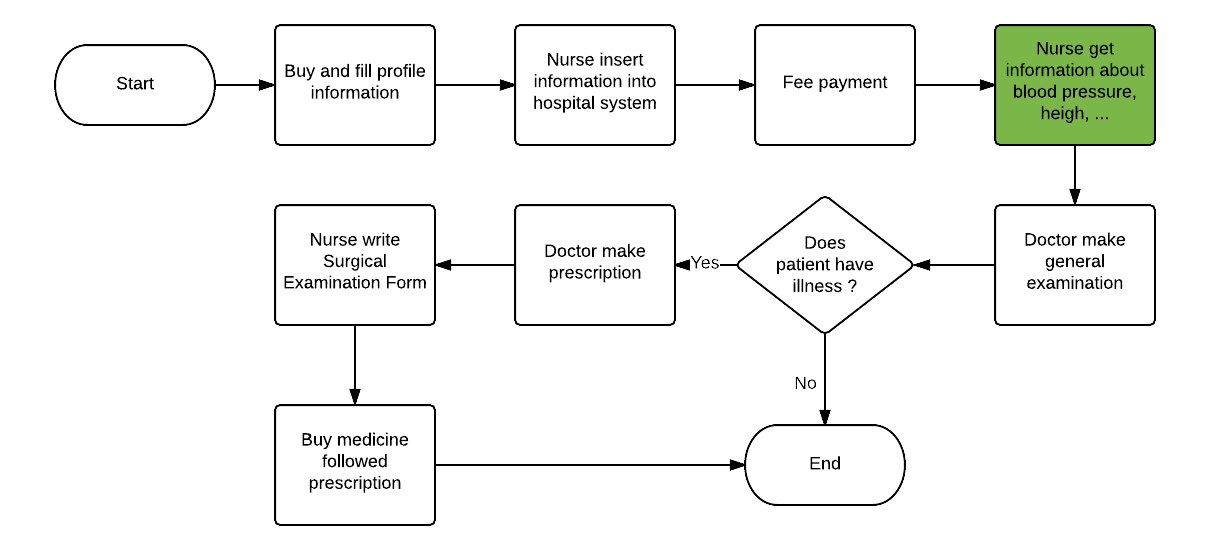 Start
Buy and fill profile
information
Nurse insert
information into
hospital system
Fee payment
Nurse get
information about
blood pressure,
heigh, ...
Doctor make
general
examination
Does
patient have
illness ?
Yes
Doctor make
prescription
Nurse write
Surgical
Examination Form
No
Buy medicine
followed
prescription
End